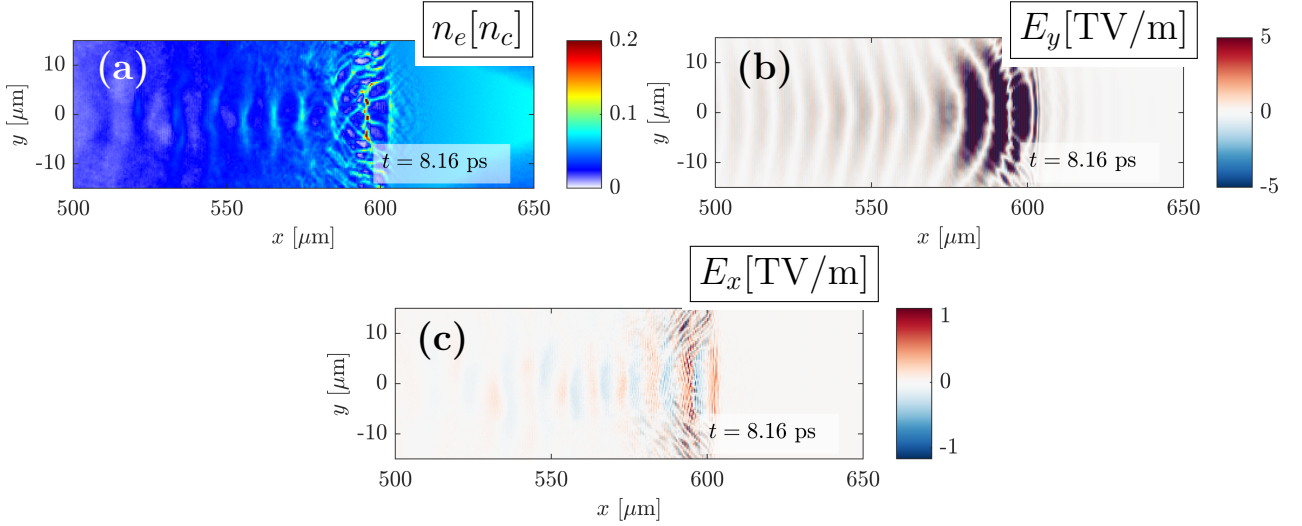 n_e[n_c]
(a)
10
0
-10
y [μm]
t = 8.16 ps
500
550
600
650
x [μm]
0.2
0.1
0
E_y[TV/m]
(b)
10
0
-10
y [μm]
t = 8.16 ps
500
550
600
650
x [μm]
5
0
-5
E_x[TV/m]
(c)
10
0
-10
y [μm]
t = 8.16 ps
500
550
600
650
x [μm]
1
0
-1